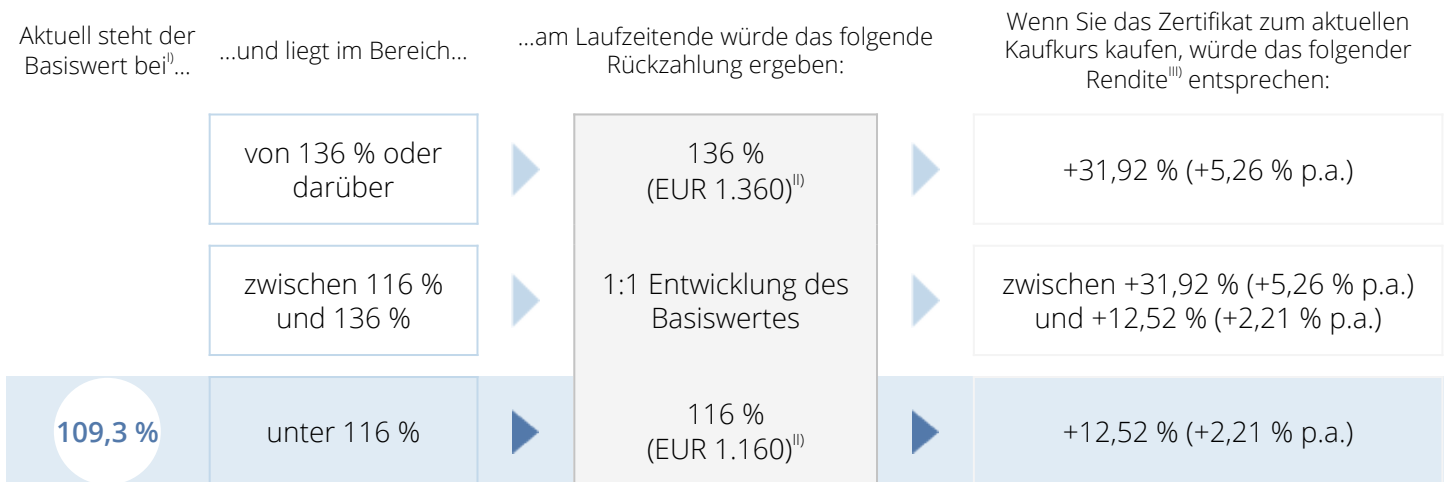 Aktuell steht der
Basiswert bei^I)...
...und liegt im Bereich...
...am Laufzeitende würde das folgende
Rückzahlung ergeben:
Wenn Sie das Zertifikat zum aktuellen
Kaufkurs kaufen, würde das folgender
Rendite^III) entsprechen:
von 136 % oder
darüber
136 %
(EUR 1.360)^II)
+31,92 % (+5,26 % p.a.)
zwischen 116 %
und 136 %
1:1 Entwicklung des
Basiswertes
zwischen +31,92 % (+5,26 % p.a.)
und +12,52 % (+2,21 % p.a.)
109,3 %
unter 116 %
116 %
(EUR 1.160)^II)
+12,52 % (+2,21 % p.a.)